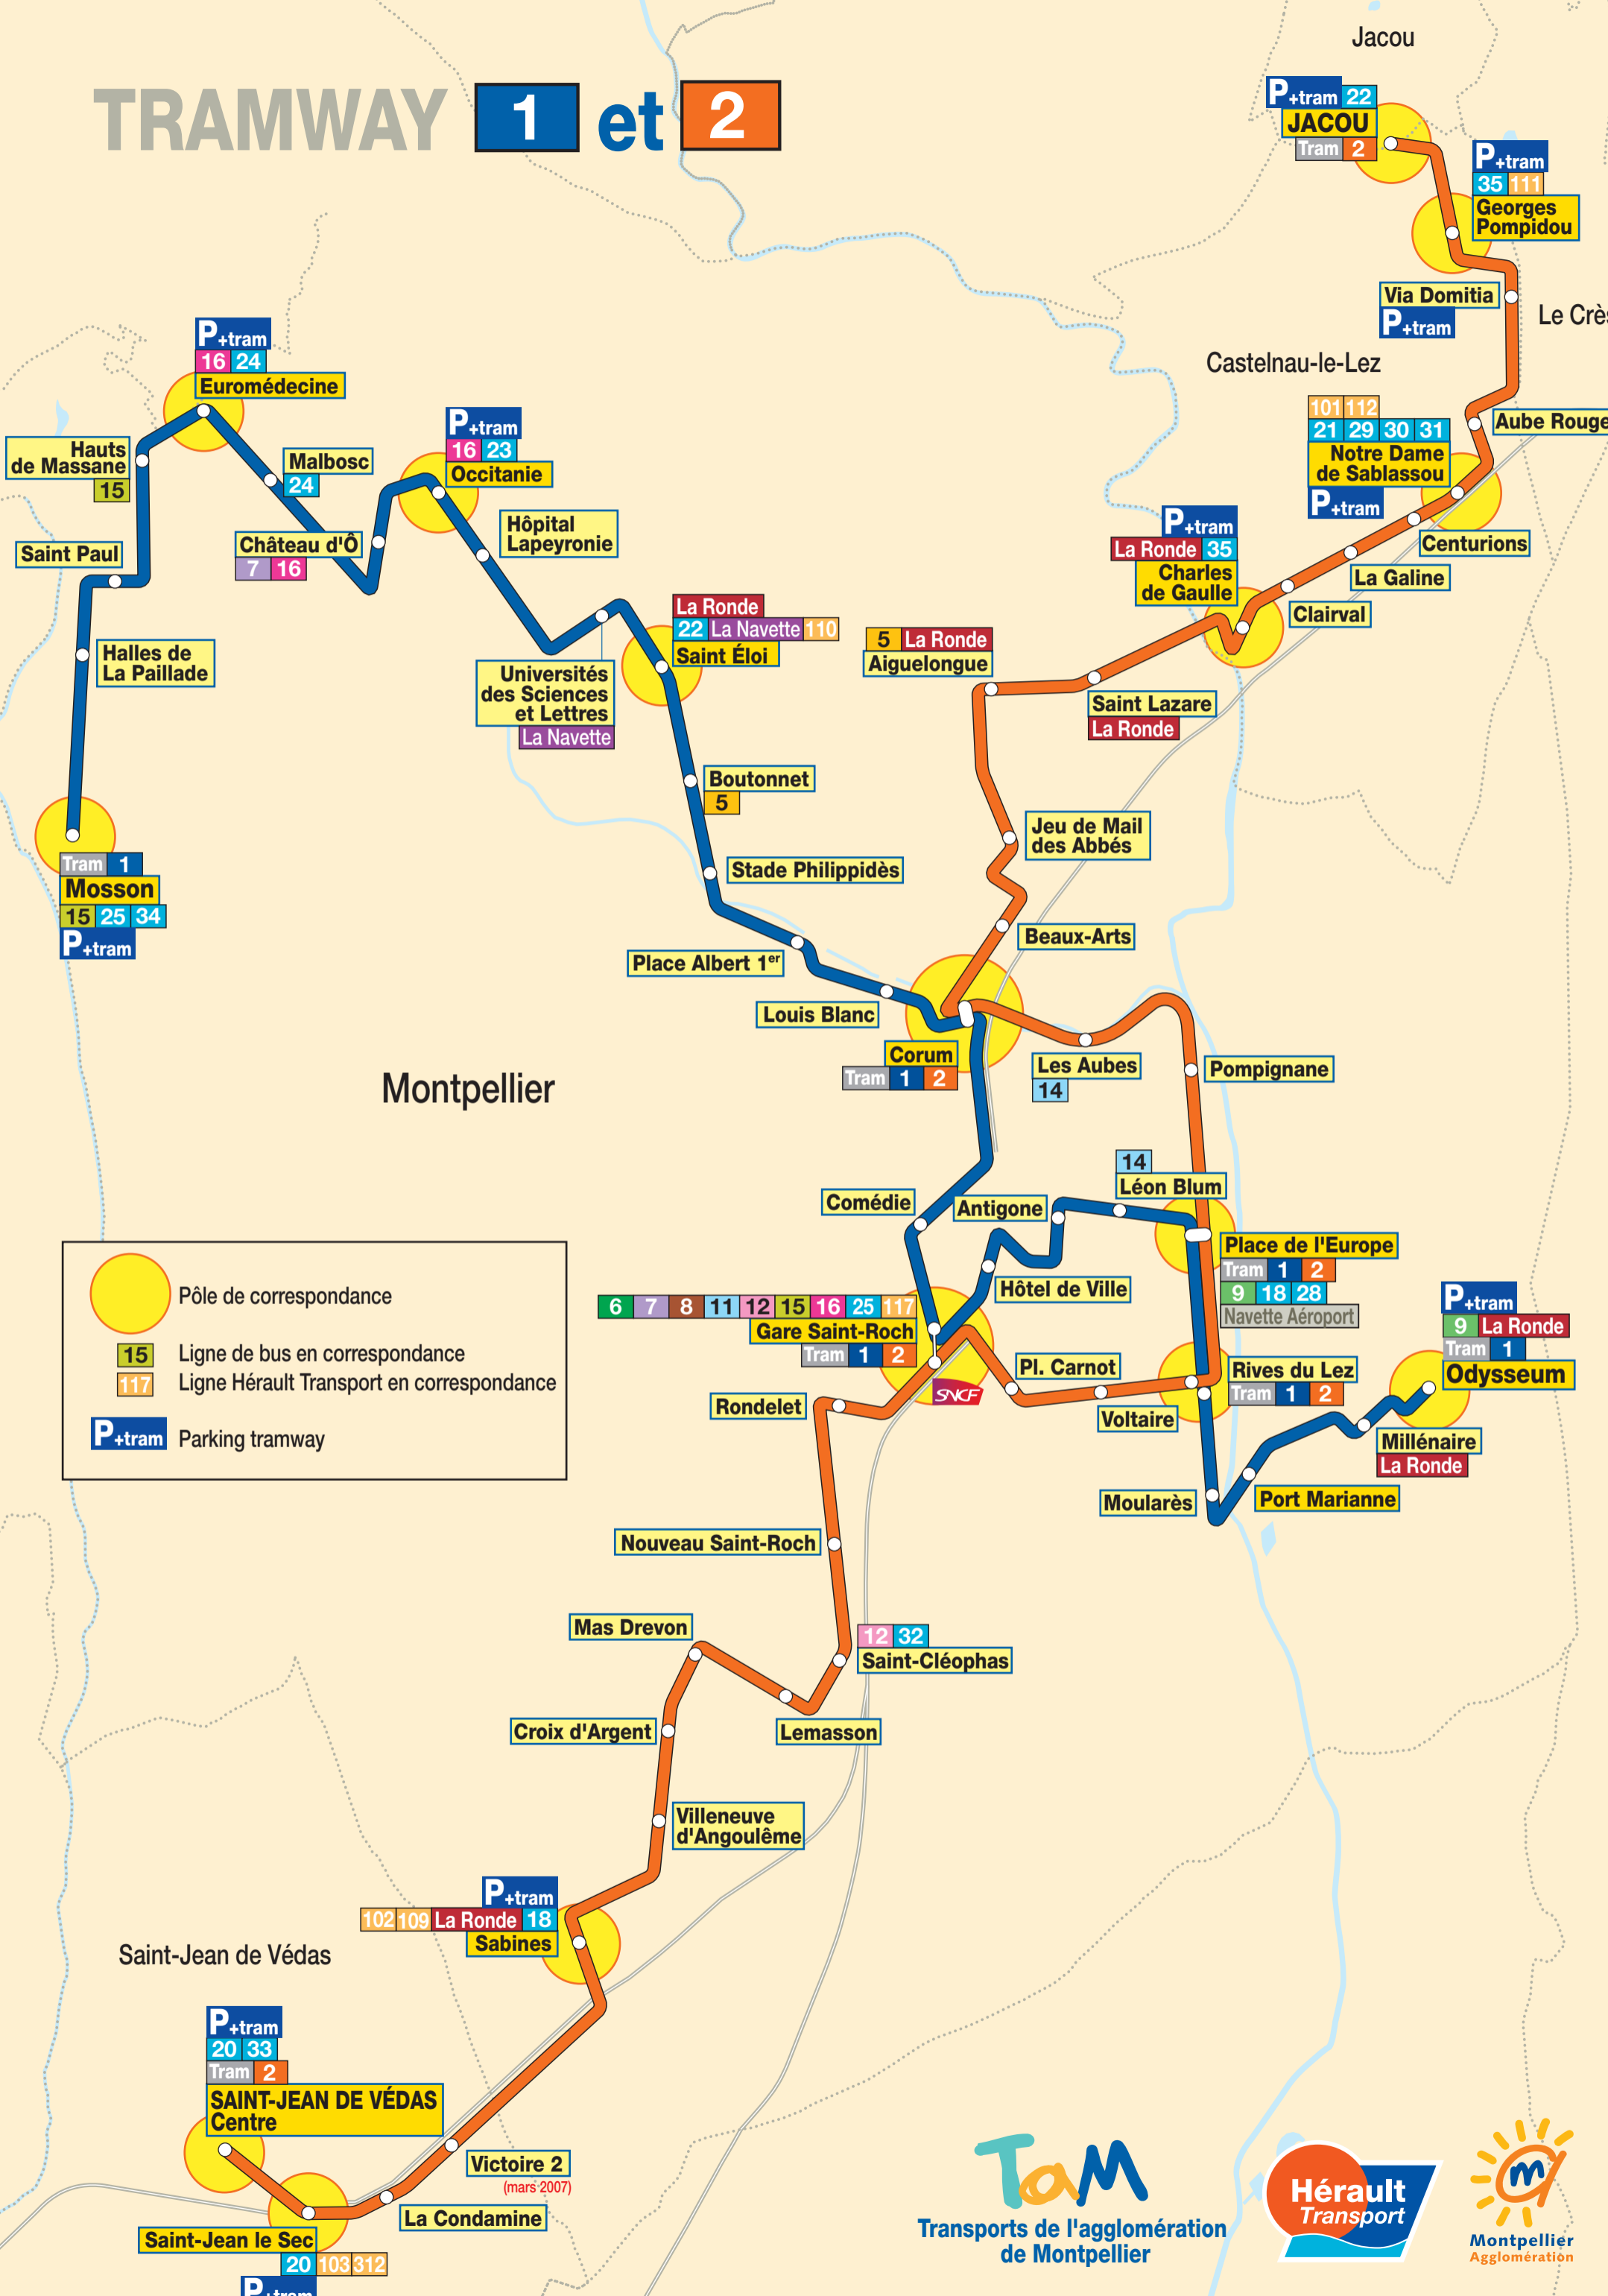 Jacou
TRAMWAY 1 et 2
P+tram 22
JACOU
Tram 2
P+tram
35 111
Georges
Pompidou
Via Domitia
P+tram
Le Crès
Castelnau-le-Lez
P+tram
16 24
Euromédecine
Hauts
de Massane
15
Malbosc
24
P+tram
16 23
Occitanie
101 112
21 29 30 31
Notre Dame
de Sablassou
P+tram
Aube Rouge
Saint Paul
Château d'Ô
7 16
Hôpital
Lapeyronie
P+tram
La Ronde 35
Charles
de Gaulle
Centurions
La Galine
Clairval
Halles de
La Paillade
La Ronde
22 La Navette 110
Saint Éloi
Universités
des Sciences
et Lettres
La Navette
5 La Ronde
Aiguelongue
Saint Lazare
La Ronde
Boutonnet
5
Tram 1
Mosson
15 25 34
P+tram
Stade Philippidès
Jeu de Mail
des Abbés
Beaux-Arts
Place Albert 1er
Louis Blanc
Corum
Tram 1 2
Les Aubes
14
Pompignane
Montpellier
14
Léon Blum
Comédie
Antigone
Place de l'Europe
Tram 1 2
9 18 28
Navette Aéroport
Hôtel de Ville
6 7 8 11 12 15 16 25 117
Gare Saint-Roch
Tram 1 2
SNCF
Pl. Carnot
Voltaire
Rives du Lez
Tram 1 2
P+tram
9 La Ronde
Tram 1
Odysseum
Millénaire
La Ronde
Port Marianne
Moularès
Pôle de correspondance
15 Ligne de bus en correspondance
117 Ligne Hérault Transport en correspondance
P+tram Parking tramway
Rondelet
Nouveau Saint-Roch
12 32
Saint-Cléophas
Mas Drevon
Lemasson
Croix d'Argent
Villeneuve
d'Angoulême
P+tram
102 109 La Ronde 18
Sabines
Saint-Jean de Védas
P+tram
20 33
Tram 2
SAINT-JEAN DE VÉDAS
Centre
Victoire 2
(mars 2007)
La Condamine
Saint-Jean le Sec
20 103 312
P+tram
TaM
Transports de l'agglomération
de Montpellier
Hérault
Transport
m
Montpellier
Agglomération